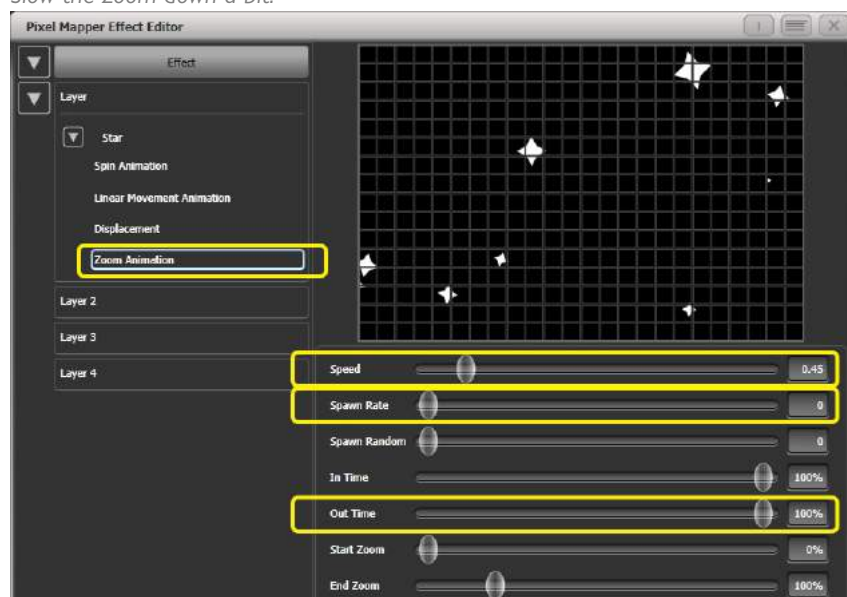 Slow the Zoom down a bit.
Pixel Mapper Effect Editor
Effect
Layer
Star
Spin Animation
Linear Movement Animation
Displacement
Zoom Animation
Layer 2
Layer 3
Layer 4
Speed 0.45
Spawn Rate 0
Spawn Random 0
In Time 100%
Out Time 100%
Start Zoom 0%
End Zoom 100%